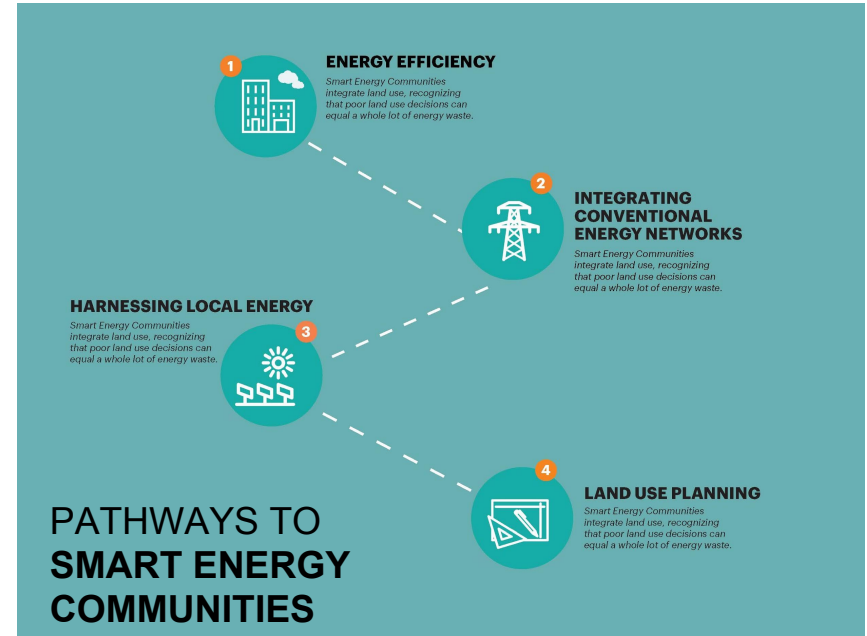 1
ENERGY EFFICIENCY
Smart Energy Communities
integrate land use, recognizing
that poor land use decisions can
equal a whole lot of energy waste.
2
INTEGRATING
CONVENTIONAL
ENERGY NETWORKS
Smart Energy Communities
integrate land use, recognizing
that poor land use decisions can
equal a whole lot of energy waste.
HARNESSING LOCAL ENERGY
3
Smart Energy Communities
integrate land use, recognizing
that poor land use decisions can
equal a whole lot of energy waste.
4
LAND USE PLANNING
Smart Energy Communities
integrate land use, recognizing
that poor land use decisions can
equal a whole lot of energy waste.
PATHWAYS TO
SMART ENERGY
COMMUNITIES